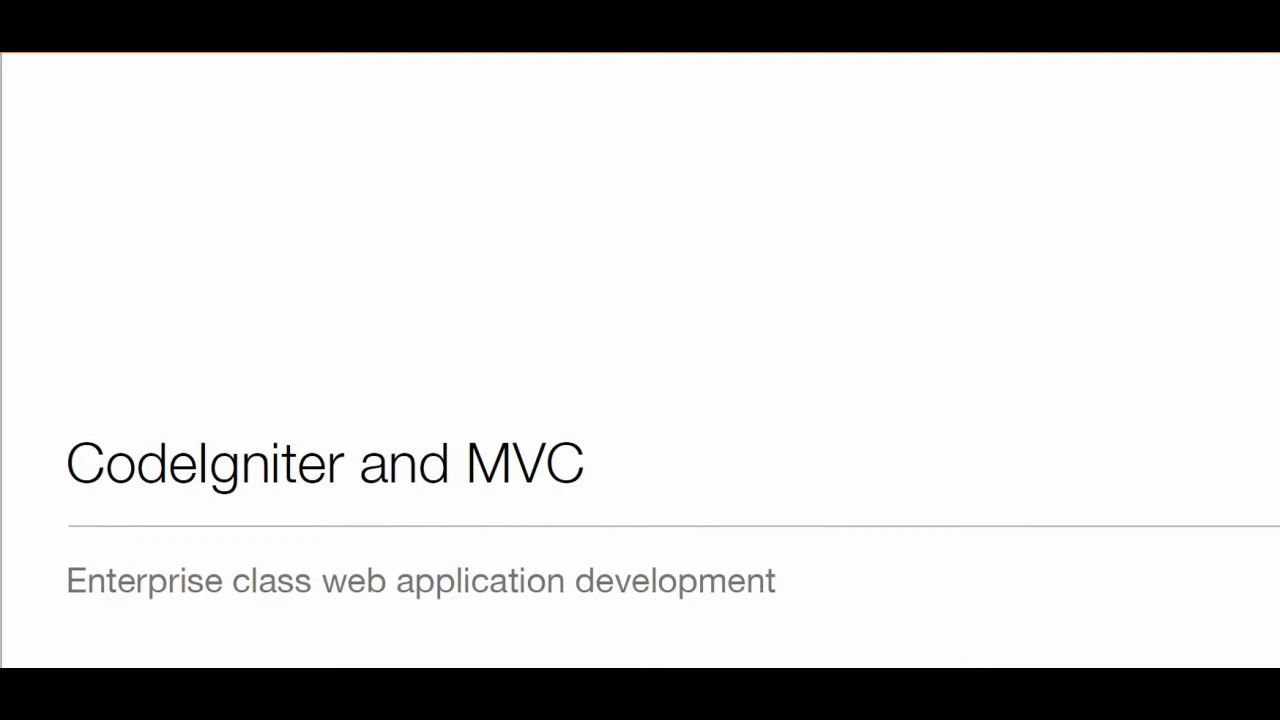 CodeIgniter and MVC
Enterprise class web application development